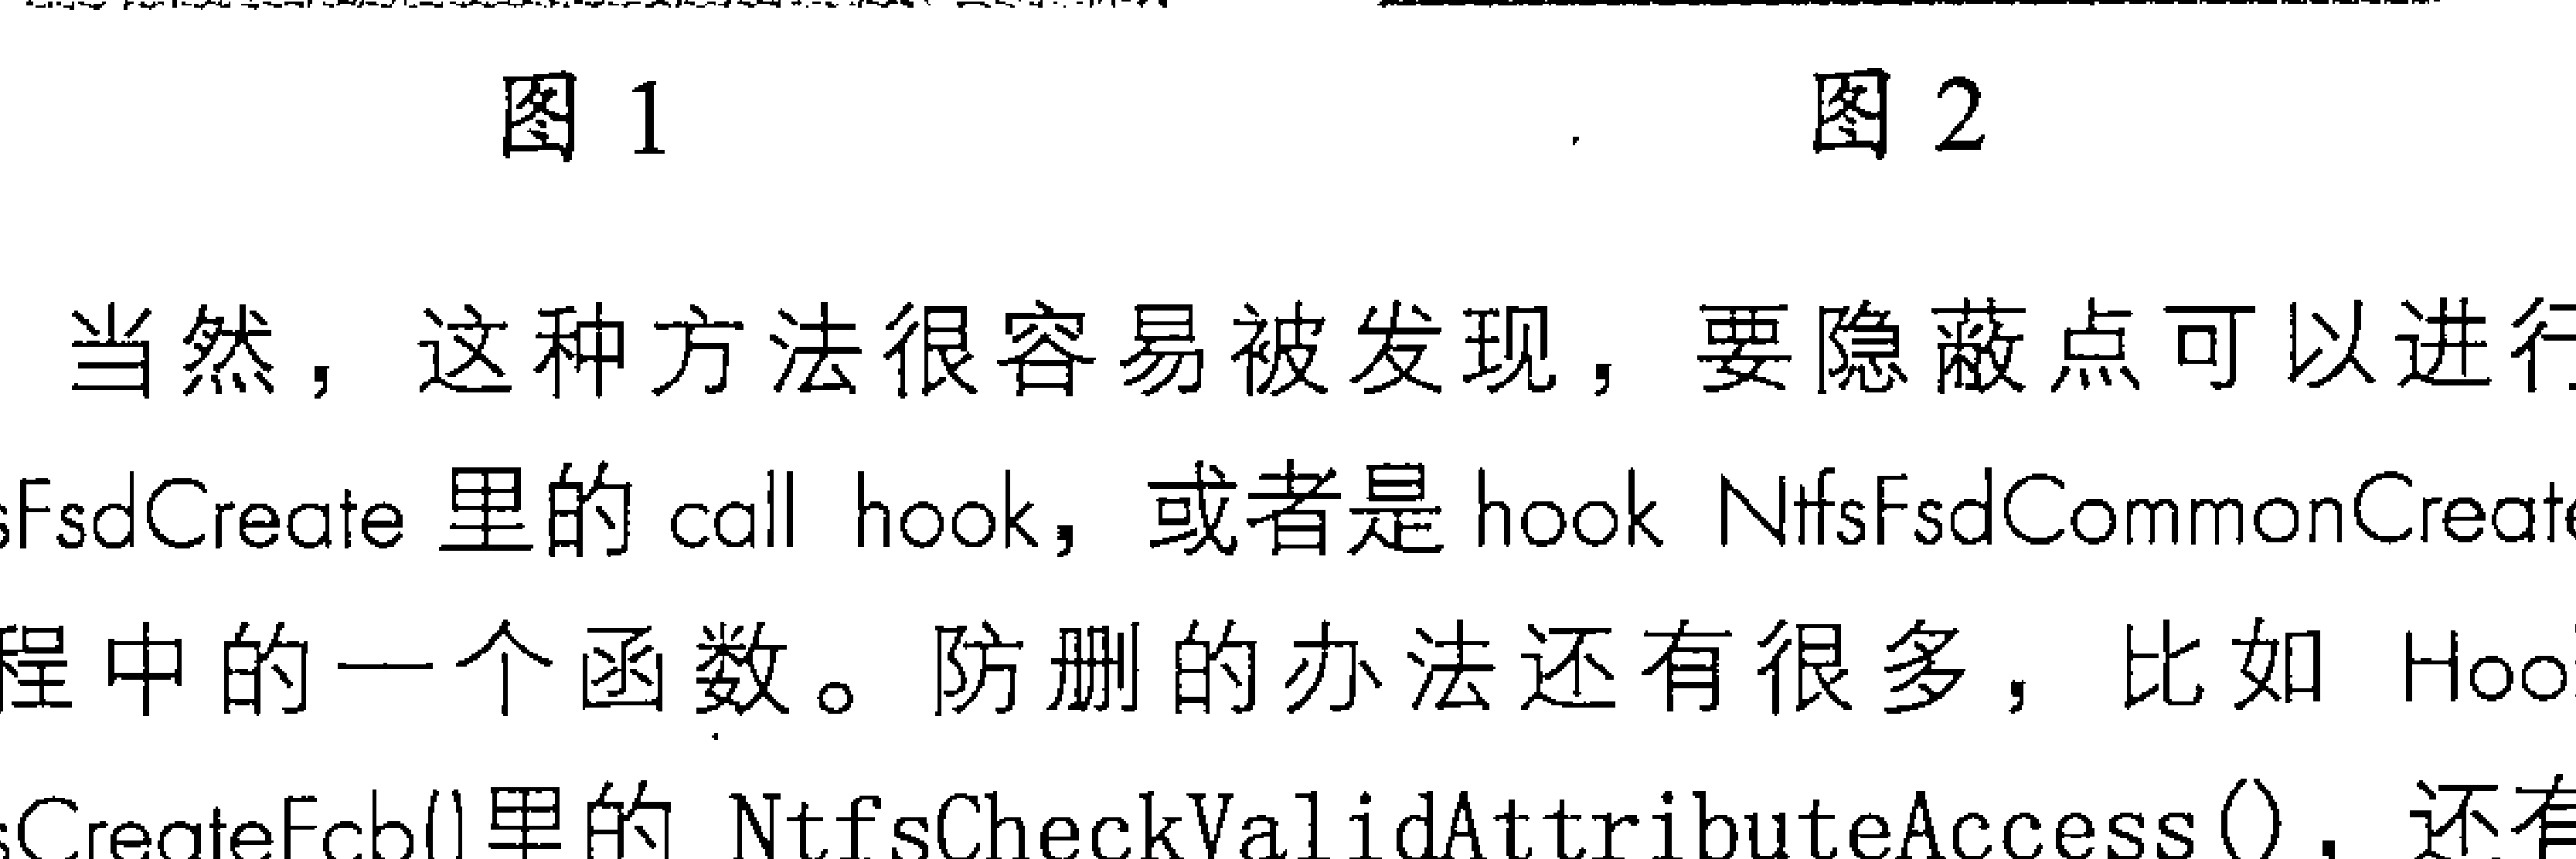 图 1 图 2
当然，这种方法很容易被发现，要隐蔽点可以进行
sFsdCreate 里的 call hook，或者是 hook NtfsFsdCommonCreate
程中的一个函数。防删的办法还有很多，比如 Hoo
sCreateFcb()里的 NtfsCheckValidAttributeAccess()，还有